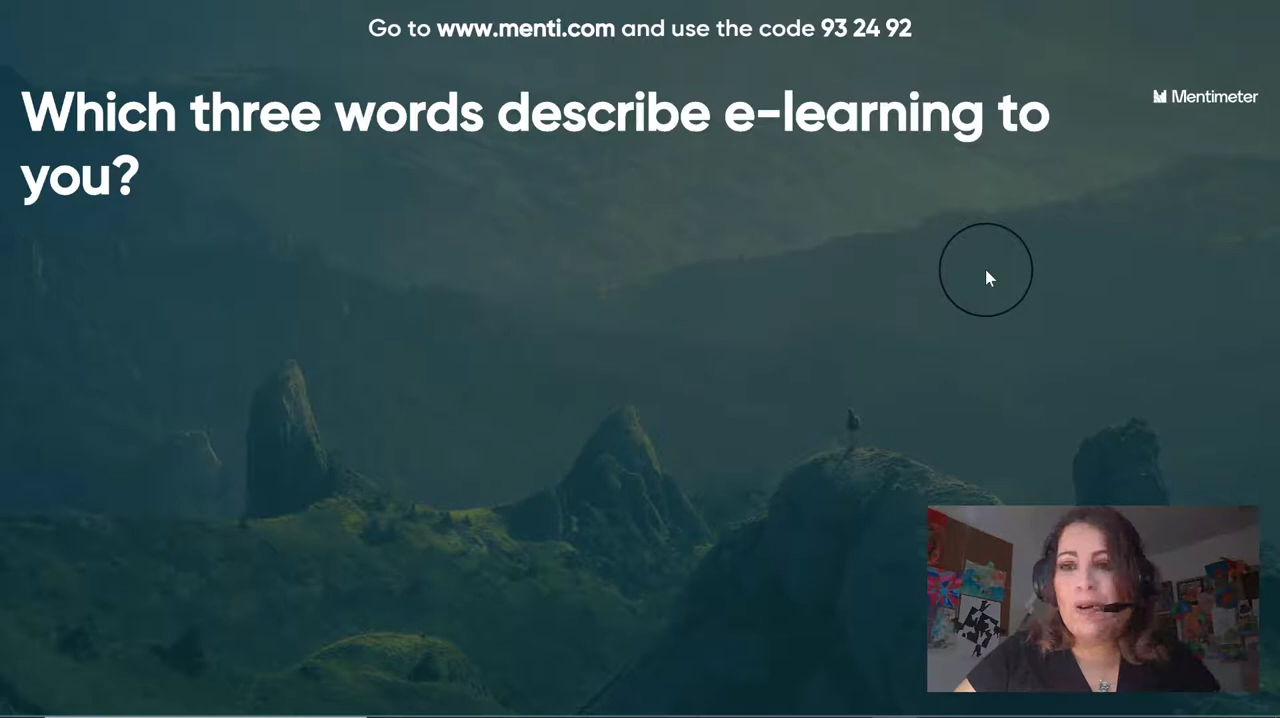 Go to www.menti.com and use the code 93 24 92
Which three words describe e-learning to
you?
Mentimeter